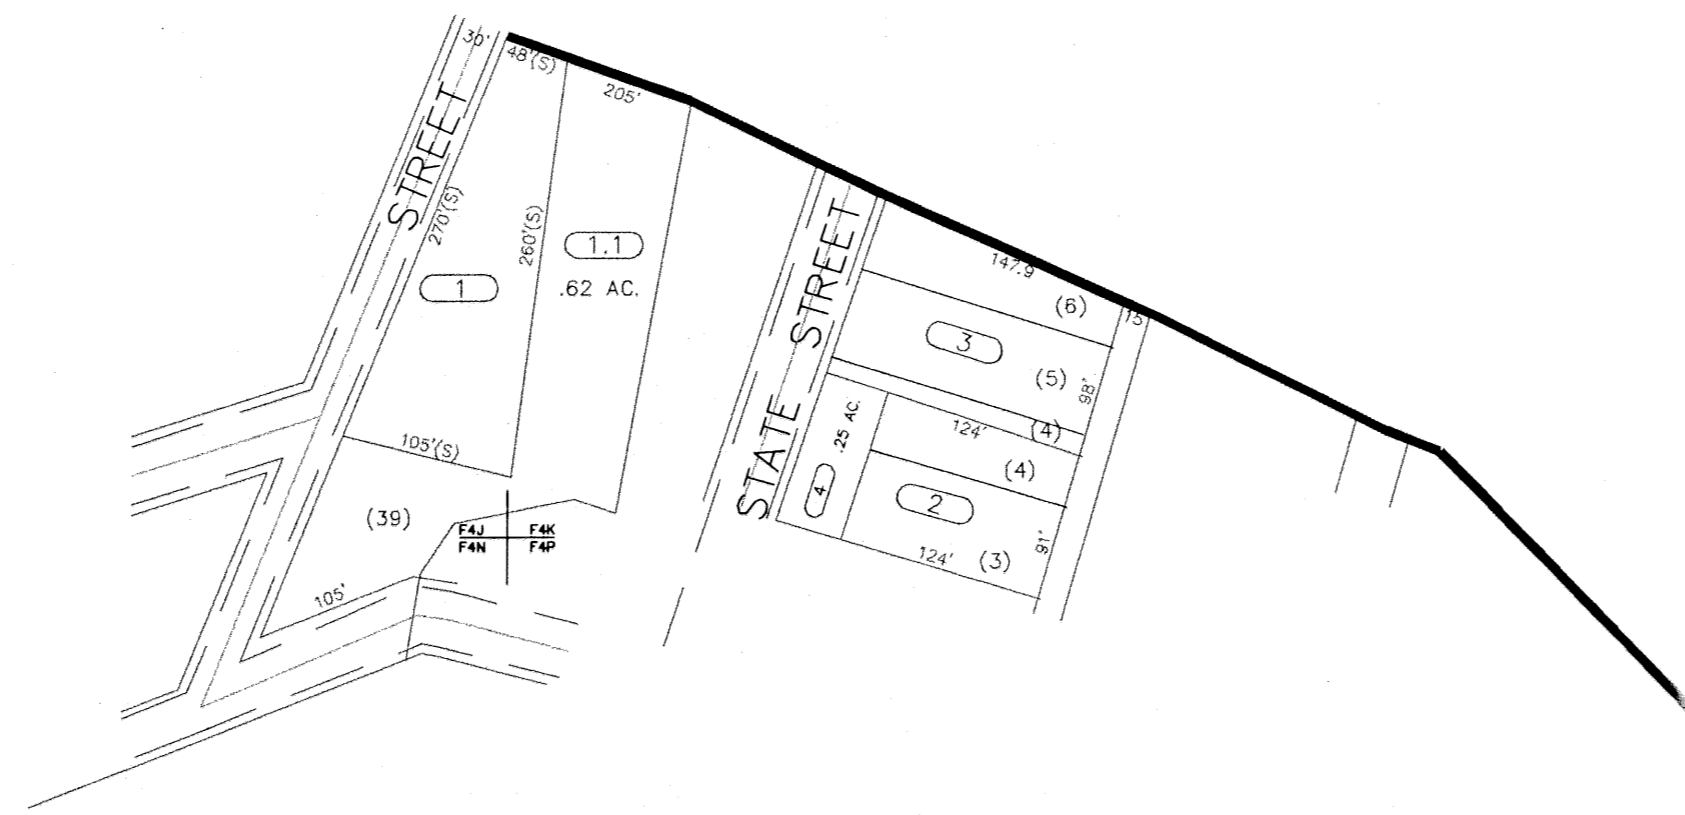 30'
48'(S)
205'
STREET
270'(S)
260'(S)
1.1
.62 AC.
1
105'(S)
(39)
F4J F4K
F4N F4P
105'
STATE STREET
147.9
(6)
15'
3
(5)
98'
(4)
124'
.25 AC.
4
(4)
2
91'
124'
(3)